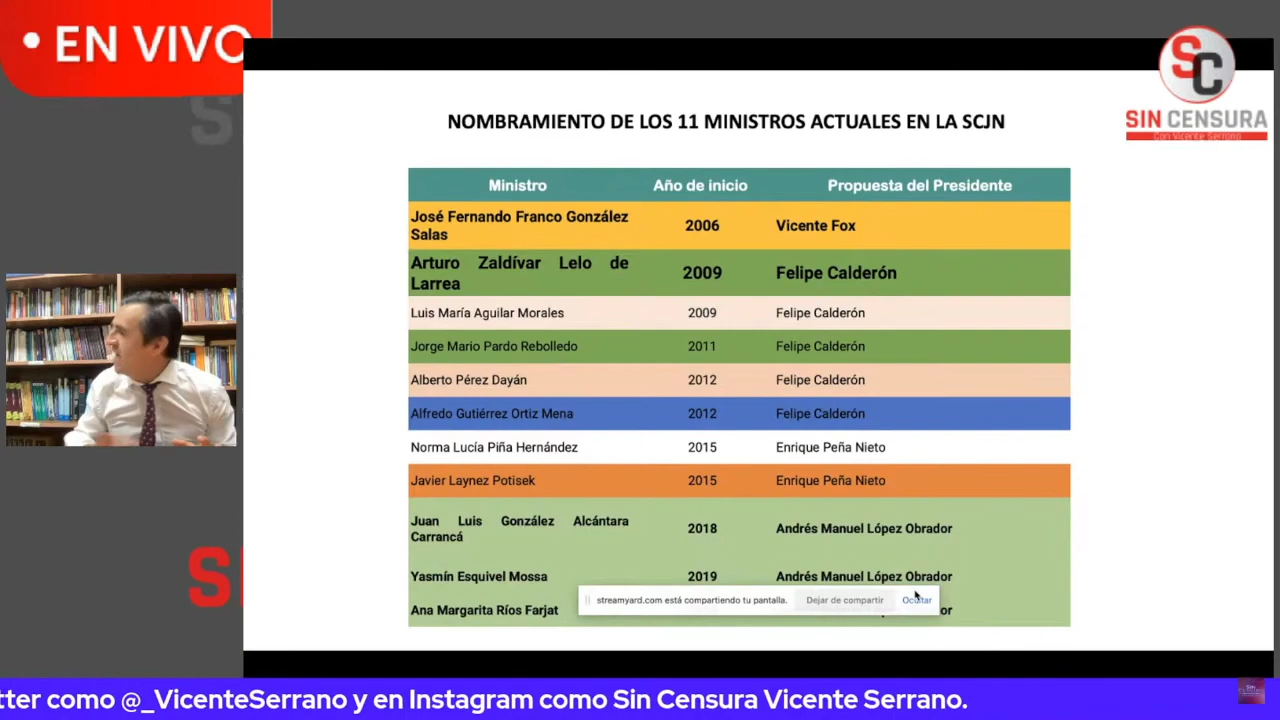 • EN VIVO
SC
SIN CENSURA
Con Vicente Serrano
NOMBRAMIENTO DE LOS 11 MINISTROS ACTUALES EN LA SCJN
Ministro Año de inicio Propuesta del Presidente
José Fernando Franco González
Salas
2006 Vicente Fox
Arturo Zaldívar Lelo de
Larrea
2009 Felipe Calderón
Luis María Aguilar Morales 2009 Felipe Calderón
Jorge Mario Pardo Rebolledo 2011 Felipe Calderón
Alberto Pérez Dayán 2012 Felipe Calderón
Alfredo Gutiérrez Ortiz Mena 2012 Felipe Calderón
Norma Lucía Piña Hernández 2015 Enrique Peña Nieto
Javier Laynez Potisek 2015 Enrique Peña Nieto
Juan Luis González Alcántara
Carrancá
2018 Andrés Manuel López Obrador
Yasmín Esquivel Mossa 2019 Andrés Manuel López Obrador
streamyard.com está compartiendo tu pantalla. Dejar de compartir Ocultar
Ana Margarita Ríos Farjat
tter como @_VicenteSerrano y en Instagram como Sin Censura Vicente Serrano.